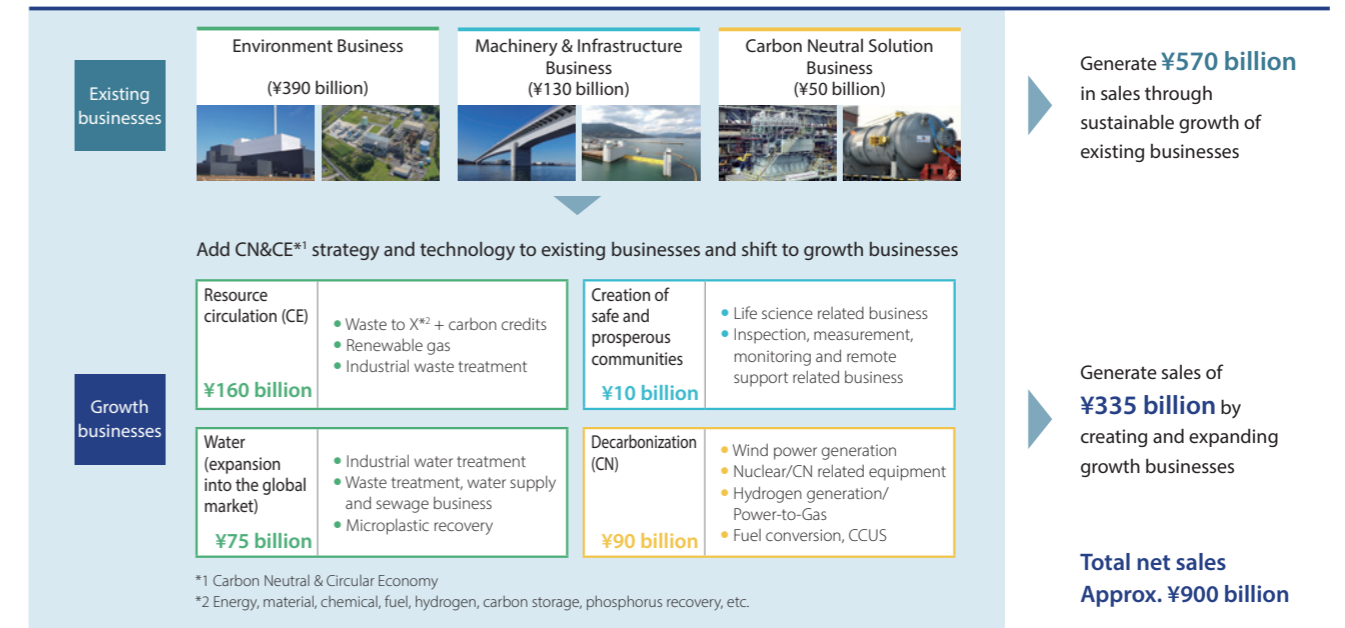 Existing
businesses
Environment Business
(¥390 billion)
Machinery & Infrastructure
Business
(¥130 billion)
Carbon Neutral Solution
Business
(¥50 billion)
Generate ¥570 billion
in sales through
sustainable growth of
existing businesses
Add CN&CE*1 strategy and technology to existing businesses and shift to growth businesses
Growth
businesses
Resource
circulation (CE)
¥160 billion
• Waste to X*2 + carbon credits
• Renewable gas
• Industrial waste treatment
Creation of
safe and
prosperous
communities
¥10 billion
• Life science related business
• Inspection, measurement,
monitoring and remote
support related business
Water
(expansion
into the global
market)
¥75 billion
• Industrial water treatment
• Waste treatment, water supply
and sewage business
• Microplastic recovery
Decarbonization
(CN)
¥90 billion
• Wind power generation
• Nuclear/CN related equipment
• Hydrogen generation/
Power-to-Gas
• Fuel conversion, CCUS
Generate sales of
¥335 billion by
creating and expanding
growth businesses
*1 Carbon Neutral & Circular Economy
*2 Energy, material, chemical, fuel, hydrogen, carbon storage, phosphorus recovery, etc.
Total net sales
Approx. ¥900 billion